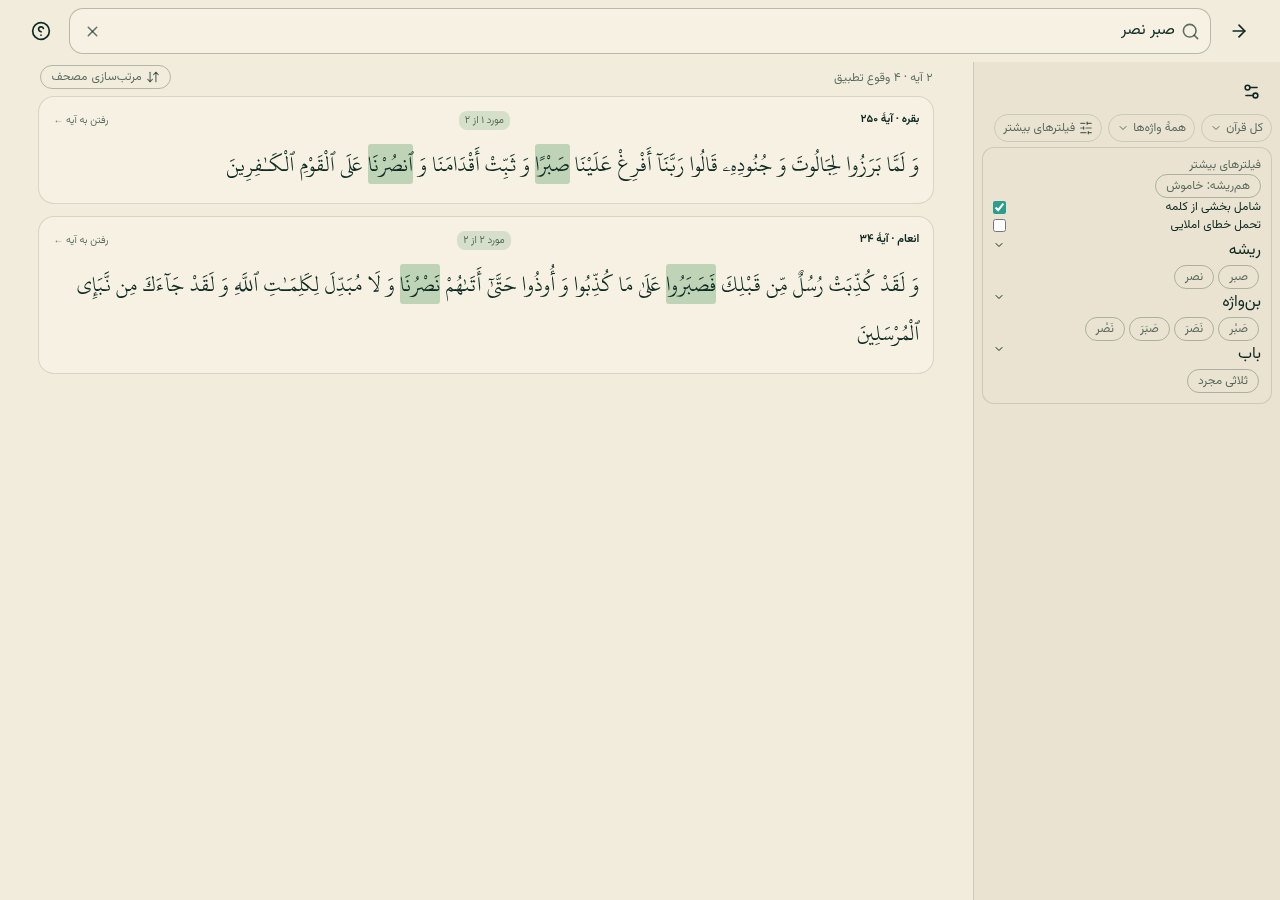 صبر نصر
کل قرآن
همهٔ واژه‌ها
فیلترهای بیشتر
فیلترهای بیشتر
هم‌ریشه: خاموش
شامل بخشی از کلمه
تحمل خطای املایی
ریشه
صبر
نصر
بن‌واژه
صَبْر
نَصَرَ
صَبَرَ
نَصْر
باب
ثلاثی مجرد
۲ آیه · ۴ وقوع تطبیق
مرتب‌سازی مصحف
بقره · آیهٔ ۲۵۰
مورد ۱ از ۲
رفتن به آیه ←
وَ لَمَّا بَرَزُوا لِجَالُوتَ وَ جُنُودِهِۦ قَالُوا رَبَّنَآ أَفْرِغْ عَلَيْنَا صَبْرًا وَ ثَبِّتْ أَقْدَامَنَا وَ ٱنصُرْنَا عَلَى ٱلْقَوْمِ ٱلْكَـٰفِرِينَ
انعام · آیهٔ ۳۴
مورد ۲ از ۲
رفتن به آیه ←
وَ لَقَدْ كُذِّبَتْ رُسُلٌ مِّن قَبْلِكَ فَصَبَرُوا عَلَىٰ مَا كُذِّبُوا وَ أُوذُوا حَتَّىٰٓ أَتَىٰهُمْ نَصْرُنَا وَ لَا مُبَدِّلَ لِكَلِمَـٰتِ ٱللَّهِ وَ لَقَدْ جَآءَكَ مِن نَّبَإِى
ٱلْمُرْسَلِينَ